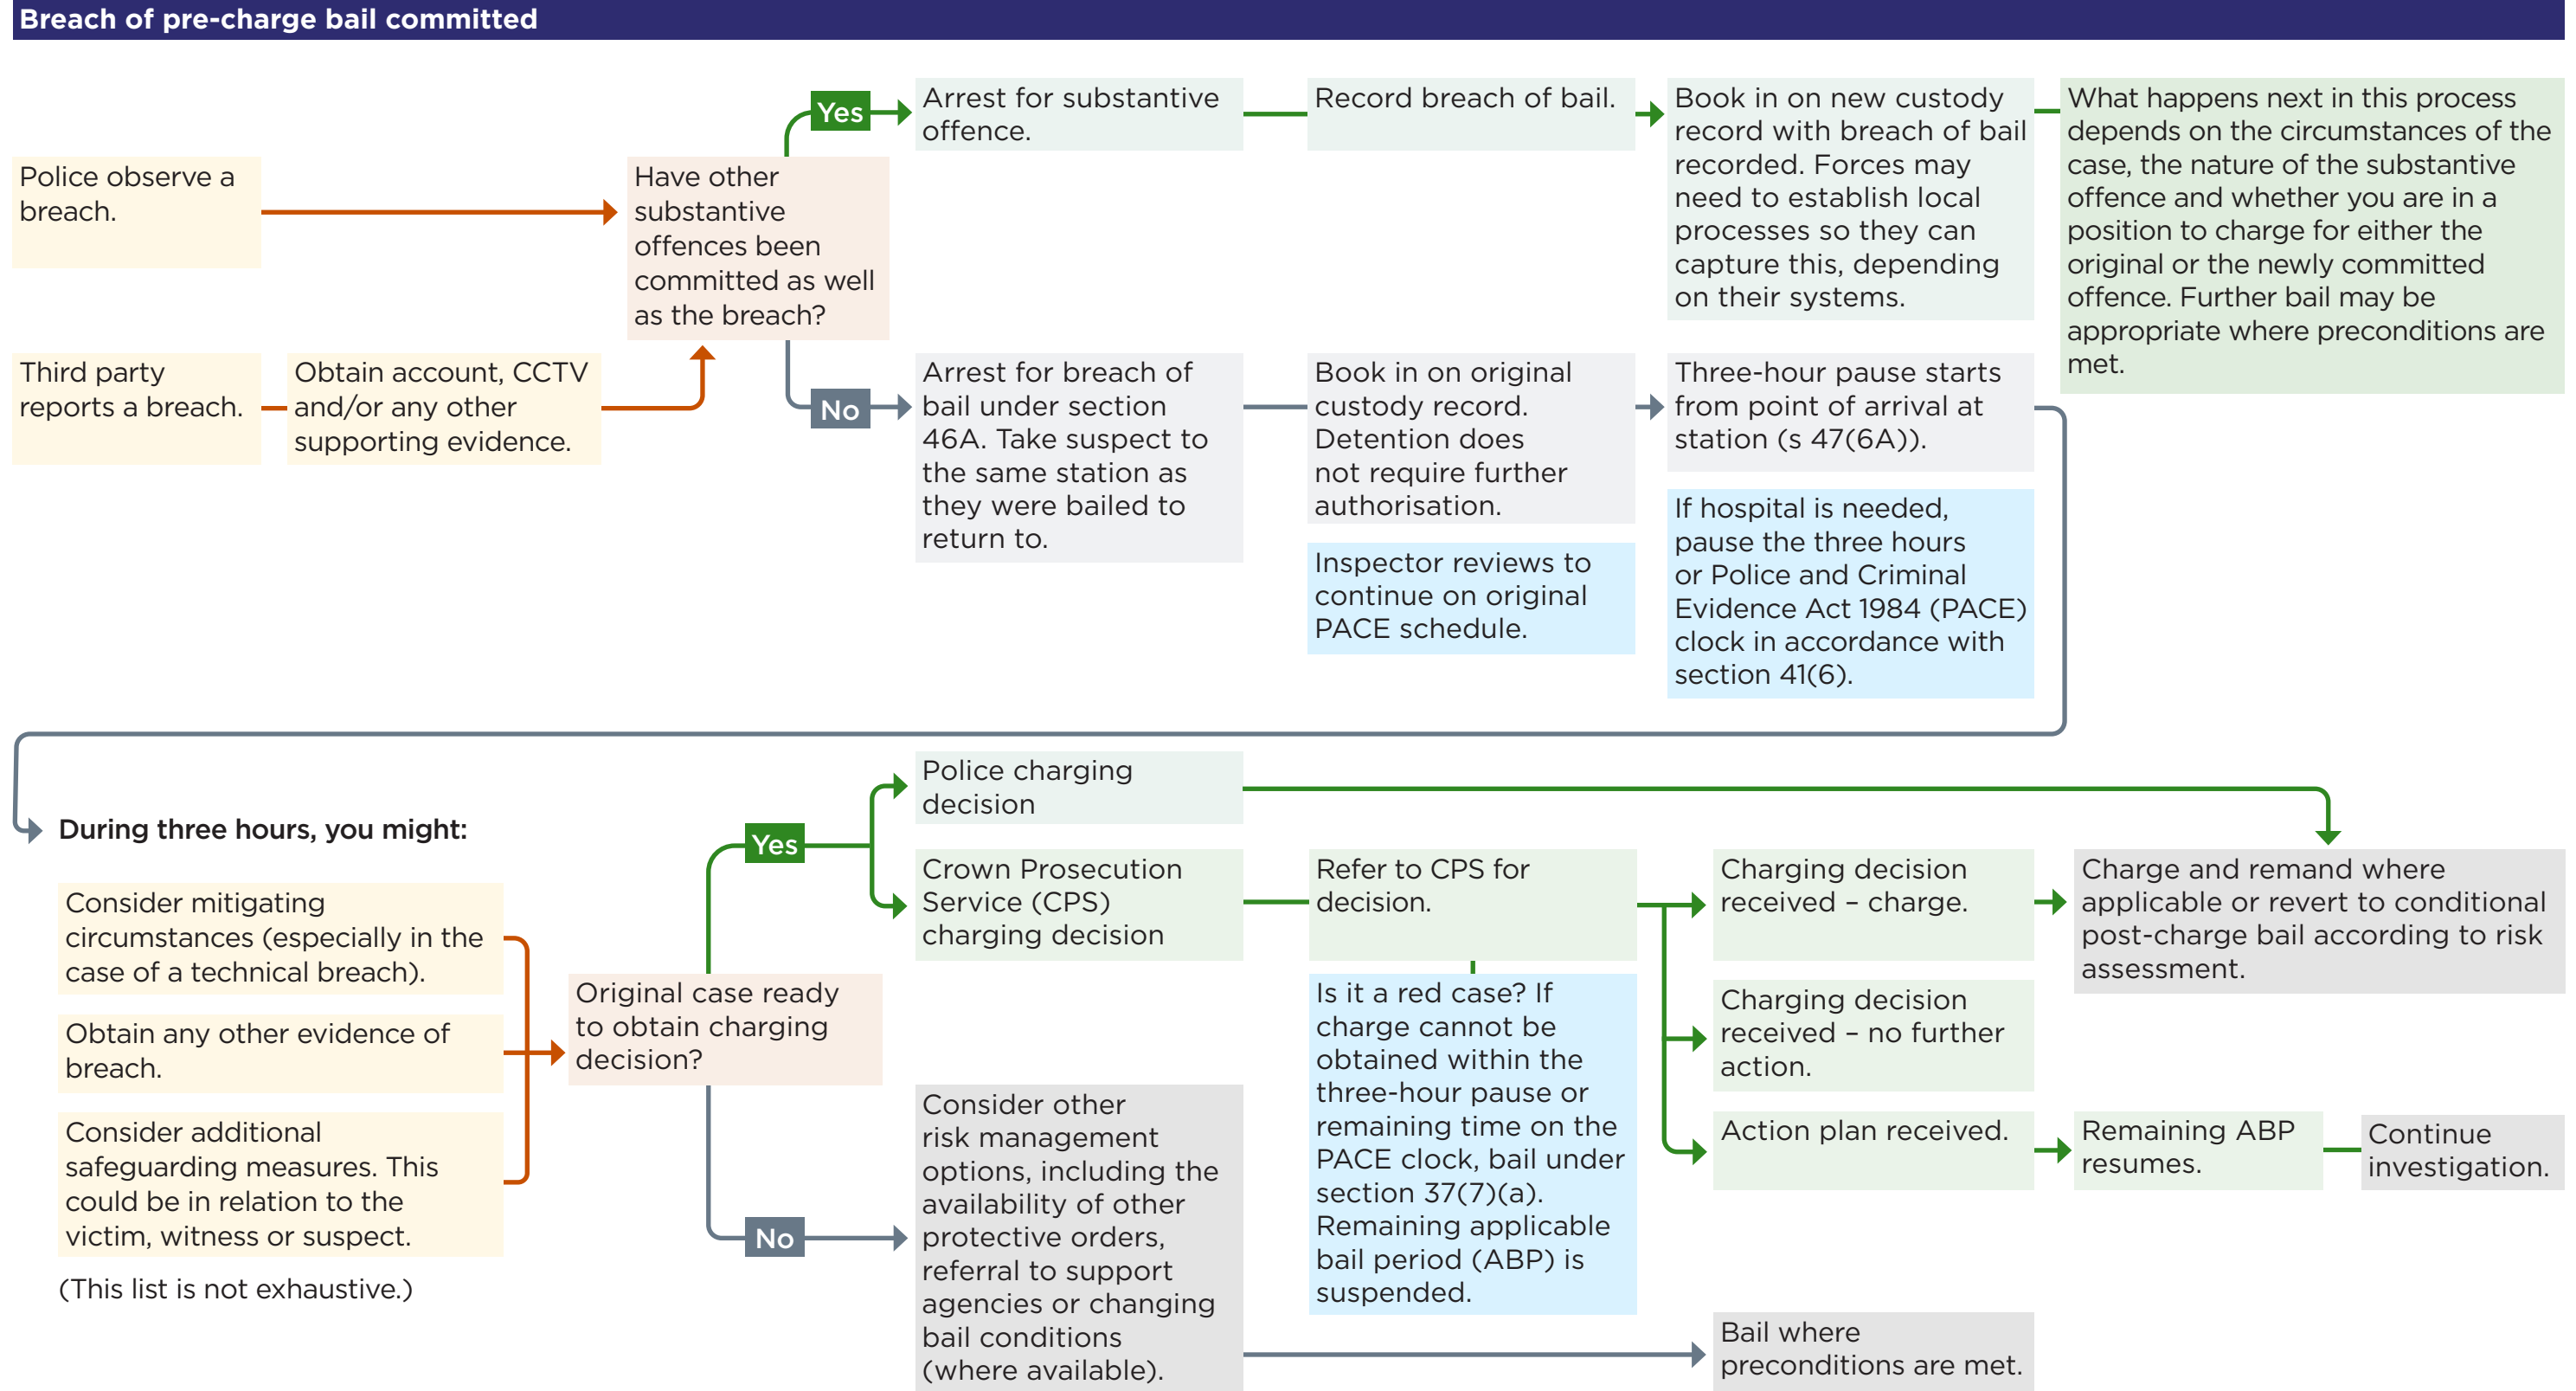 Breach of pre-charge bail committed
Police observe a
breach.
Third party
reports a breach.
Obtain account, CCTV
and/or any other
supporting evidence.
Have other
substantive
offences been
committed as well
as the breach?
Yes
Arrest for substantive
offence.
Record breach of bail.
Book in on new custody
record with breach of bail
recorded. Forces may
need to establish local
processes so they can
capture this, depending
on their systems.
What happens next in this process
depends on the circumstances of the
case, the nature of the substantive
offence and whether you are in a
position to charge for either the
original or the newly committed
offence. Further bail may be
appropriate where preconditions are
met.
No
Arrest for breach of
bail under section
46A. Take suspect to
the same station as
they were bailed to
return to.
Book in on original
custody record.
Detention does
not require further
authorisation.
Inspector reviews to
continue on original
PACE schedule.
Three-hour pause starts
from point of arrival at
station (s 47(6A)).
If hospital is needed,
pause the three hours
or Police and Criminal
Evidence Act 1984 (PACE)
clock in accordance with
section 41(6).
During three hours, you might:
Consider mitigating
circumstances (especially in the
case of a technical breach).
Obtain any other evidence of
breach.
Consider additional
safeguarding measures. This
could be in relation to the
victim, witness or suspect.
(This list is not exhaustive.)
Original case ready
to obtain charging
decision?
Yes
Police charging
decision
Crown Prosecution
Service (CPS)
charging decision
Refer to CPS for
decision.
Is it a red case? If
charge cannot be
obtained within the
three-hour pause or
remaining time on the
PACE clock, bail under
section 37(7)(a).
Remaining applicable
bail period (ABP) is
suspended.
Charging decision
received – charge.
Charge and remand where
applicable or revert to conditional
post-charge bail according to risk
assessment.
Charging decision
received – no further
action.
Action plan received.
Remaining ABP
resumes.
Continue
investigation.
No
Consider other
risk management
options, including the
availability of other
protective orders,
referral to support
agencies or changing
bail conditions
(where available).
Bail where
preconditions are met.